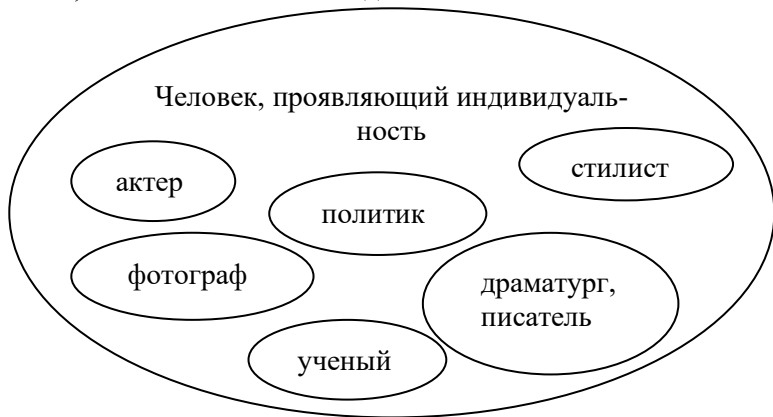 Человек, проявляющий индивидуаль-
ность
актер
стилист
политик
фотограф
драматург,
писатель
ученый